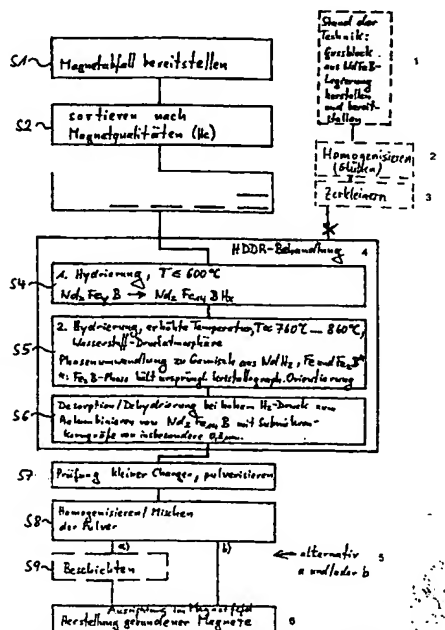 S1
Magnetabfall bereitstellen
S2
sortieren nach
Magnetqualitäten (Hc)
Stand der
Technik:
Gussblock
aus NdFeB-
Legierung
herstellen
und bereit-
stellen
1
Homogenisieren
(Glühen)
2
Zerkleinern
3
HDDR-Behandlung
4
S4
1. Hydrierung, T ≤ 600°C
Nd2 Fe14 B → Nd2 Fe14 B Hx
S5
2. Hydrierung, erhöhte Temperatur, T≈ 760°C — 860°C,
Wasserstoff-Druckatmosphäre
Phasenumwandlung zu Gemisch aus NdH2, Fe und Fe2B*
*: Fe2B-Phase hält ursprüngl. kristallograph. Orientierung
S6
Desorption/Dehydrierung bei hohem H2-Druck zum
Rekombinieren von Nd2 Fe14 B mit Submikron-
Korngröße von insbesondere 0,3µm.
S7
Prüfung kleiner Chargen, pulverisieren
S8
Homogenisieren/Mischen
der Pulver
a)
b)
alternativ
a und/oder b
5
S9
Beschichten
Ausrichtung im Magnetfeld
Herstellung gebundener Magnete
6